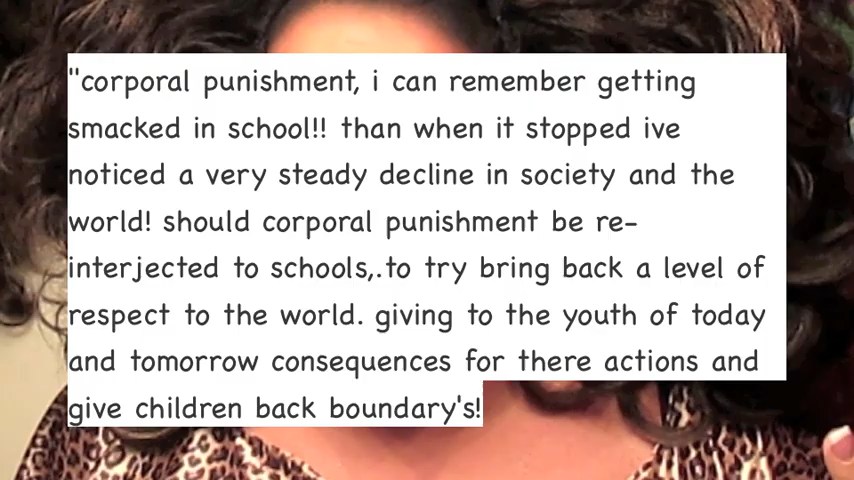 "corporal punishment, i can remember getting
smacked in school!! than when it stopped ive
noticed a very steady decline in society and the
world! should corporal punishment be re-
interjected to schools,.to try bring back a level of
respect to the world. giving to the youth of today
and tomorrow consequences for there actions and
give children back boundary's!